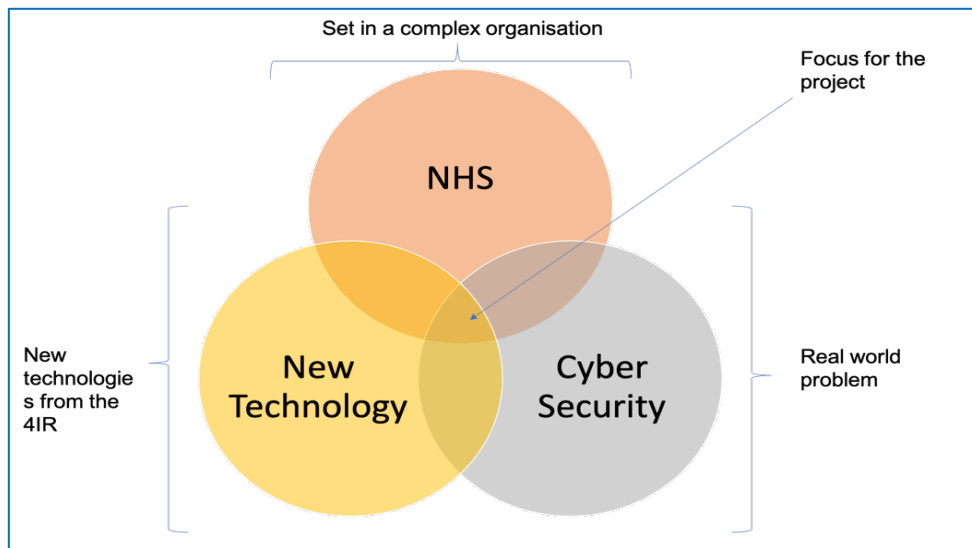 Set in a complex organisation
Focus for the
project
NHS
New
technologie
s from the
4IR
New
Technology
Cyber
Security
Real world
problem